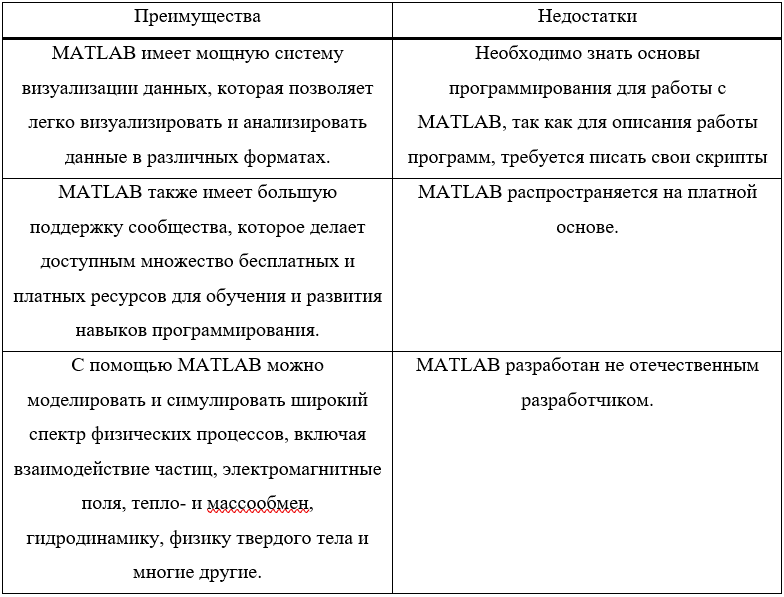 Преимущества
Недостатки
MATLAB имеет мощную систему
визуализации данных, которая позволяет
легко визуализировать и анализировать
данные в различных форматах.
Необходимо знать основы
программирования для работы с
MATLAB, так как для описания работы
программ, требуется писать свои скрипты
MATLAB также имеет большую
поддержку сообщества, которое делает
доступным множество бесплатных и
платных ресурсов для обучения и развития
навыков программирования.
MATLAB распространяется на платной
основе.
С помощью MATLAB можно
моделировать и симулировать широкий
спектр физических процессов, включая
взаимодействие частиц, электромагнитные
поля, тепло- и массообмен,
гидродинамику, физику твердого тела и
многие другие.
MATLAB разработан не отечественным
разработчиком.